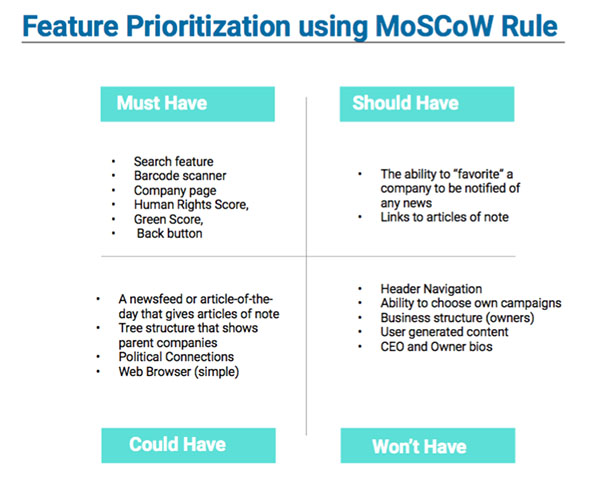 Feature Prioritization using MoSCoW Rule
Must Have
• Search feature
• Barcode scanner
• Company page
• Human Rights Score,
• Green Score,
• Back button
Should Have
• The ability to “favorite” a
company to be notified of
any news
• Links to articles of note
• A newsfeed or article-of-the-
day that gives articles of note
• Tree structure that shows
parent companies
• Political Connections
• Web Browser (simple)
Could Have
• Header Navigation
• Ability to choose own campaigns
• Business structure (owners)
• User generated content
• CEO and Owner bios
Won’t Have